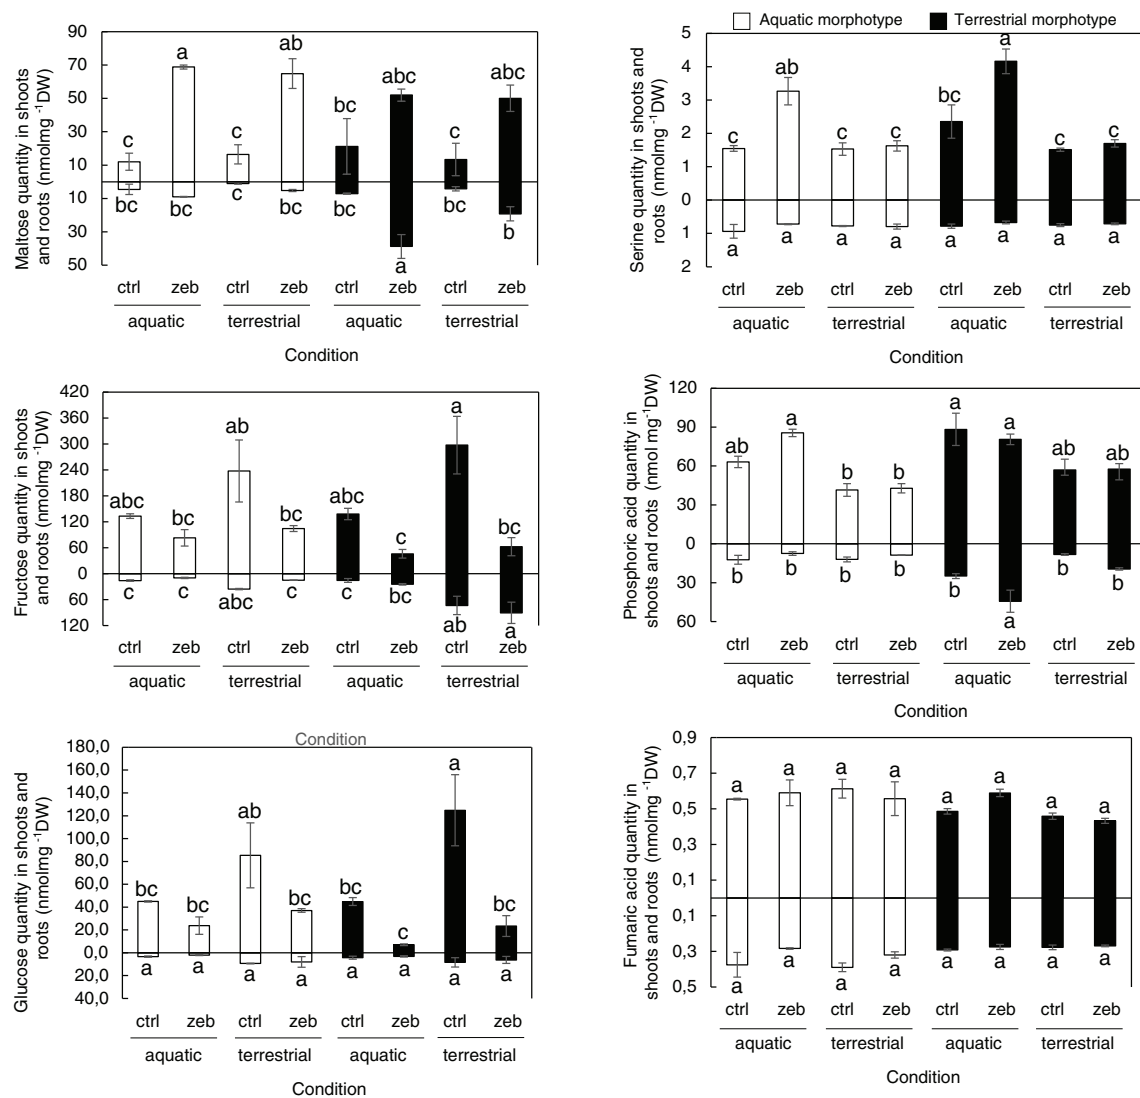 Aquatic morphotype Terrestrial morphotype
Maltose quantity in shoots
and roots (nmolmg -1DW)
90
70
50
30
10
10
30
50
c a c ab bc abc c abc
bc bc c bc bc a bc b
ctrl zeb ctrl zeb ctrl zeb ctrl zeb
aquatic terrestrial aquatic terrestrial
Condition
Serine quantity in shoots and
roots (nmolmg -1DW)
5
4
3
2
1
0
1
2
c ab c c bc a c c
a a a a a a a a
ctrl zeb ctrl zeb ctrl zeb ctrl zeb
aquatic terrestrial aquatic terrestrial
Condition
Fructose quantity in shoots
and roots (nmolmg -1DW)
420
360
300
240
180
120
60
0
60
120
abc bc ab bc abc c a bc
c c abc c c bc ab a
ctrl zeb ctrl zeb ctrl zeb ctrl zeb
aquatic terrestrial aquatic terrestrial
Condition
Phosphoric acid quantity in
shoots and roots (nmol mg-1DW)
120
90
60
30
0
30
60
ab a b b a a ab ab
b b b b b a b b
ctrl zeb ctrl zeb ctrl zeb ctrl zeb
aquatic terrestrial aquatic terrestrial
Condition
Glucose quantity in shoots and
roots (nmolmg -1DW)
180,0
160,0
140,0
120,0
100,0
80,0
60,0
40,0
20,0
0,0
20,0
40,0
bc bc ab bc bc c a bc
a a a a a a a a
ctrl zeb ctrl zeb ctrl zeb ctrl zeb
aquatic terrestrial aquatic terrestrial
Condition
Fumaric acid quantity in
shoots and roots (nmolmg -1DW)
0,9
0,7
0,5
0,3
0,1
0,1
0,3
0,5
a a a a a a a a
a a a a a a a a
ctrl zeb ctrl zeb ctrl zeb ctrl zeb
aquatic terrestrial aquatic terrestrial
Condition